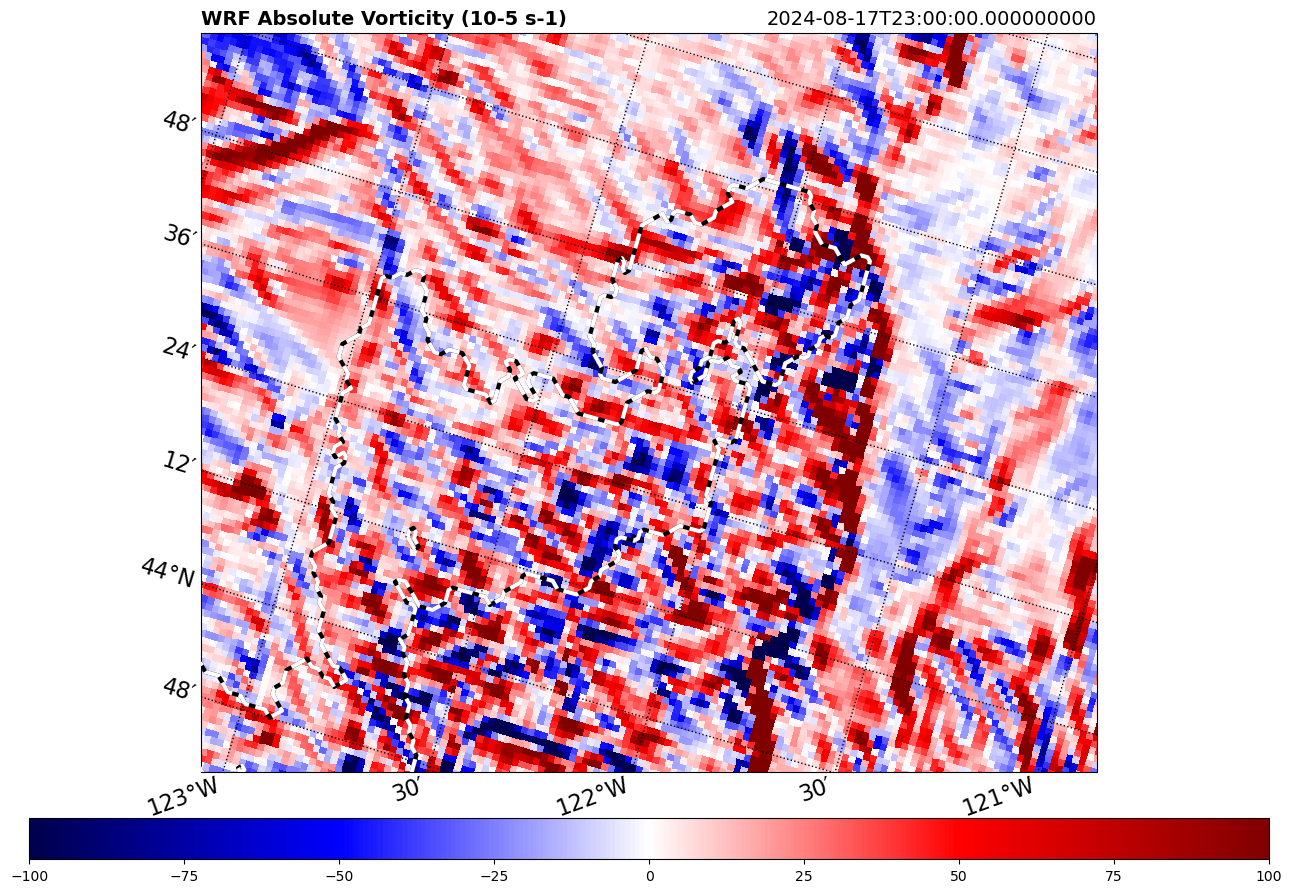 WRF Absolute Vorticity (10-5 s-1)
2024-08-17T23:00:00.000000000
48′
36′
24′
12′
44°N
48′
123°W
30′
122°W
30′
121°W
−100
−75
−50
−25
0
25
50
75
100